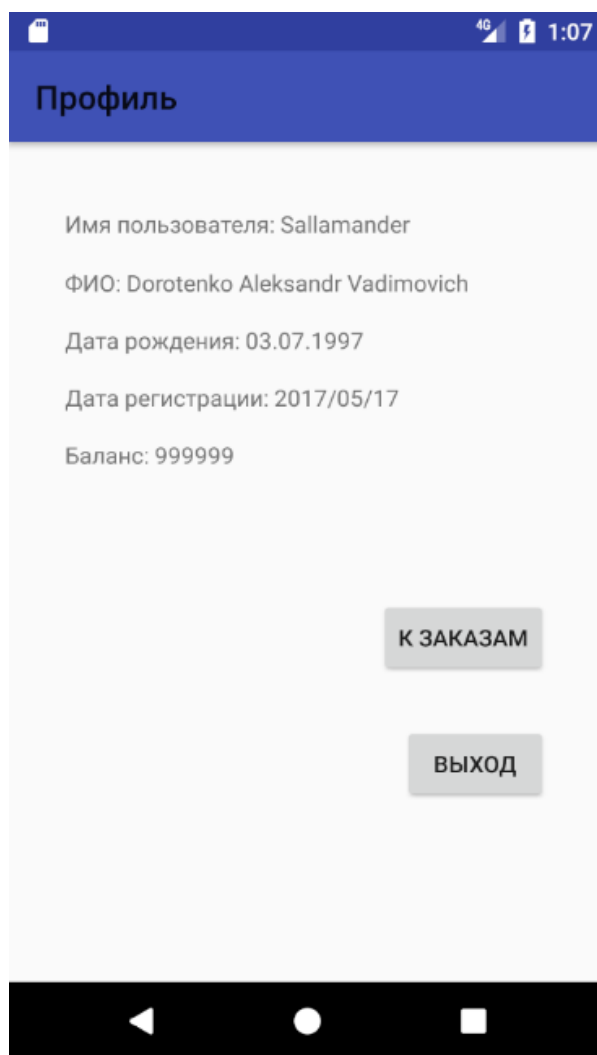 4G 1:07
Профиль
Имя пользователя: Sallamander
ФИО: Dorotenko Aleksandr Vadimovich
Дата рождения: 03.07.1997
Дата регистрации: 2017/05/17
Баланс: 999999
К ЗАКАЗАМ
ВЫХОД